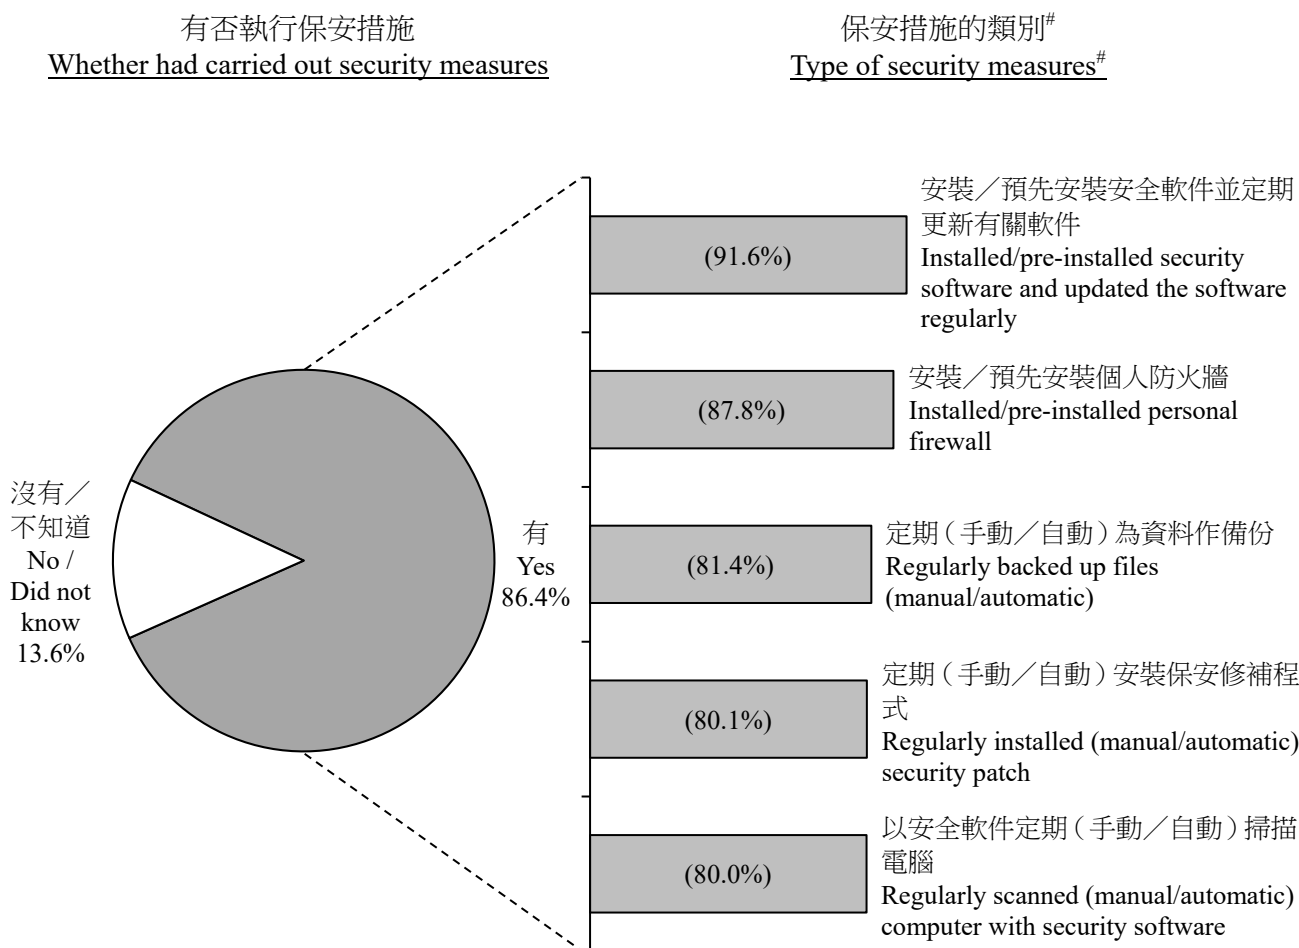 有否執行保安措施
Whether had carried out security measures
保安措施的類別#
Type of security measures#
沒有／
不知道
No /
Did not
know
13.6%
有
Yes
86.4%
(91.6%)
安裝／預先安裝安全軟件並定期
更新有關軟件
Installed/pre-installed security
software and updated the software
regularly
(87.8%)
安裝／預先安裝個人防火牆
Installed/pre-installed personal
firewall
(81.4%)
定期（手動／自動）為資料作備份
Regularly backed up files
(manual/automatic)
(80.1%)
定期（手動／自動）安裝保安修補程
式
Regularly installed (manual/automatic)
security patch
(80.0%)
以安全軟件定期（手動／自動）掃描
電腦
Regularly scanned (manual/automatic)
computer with security software